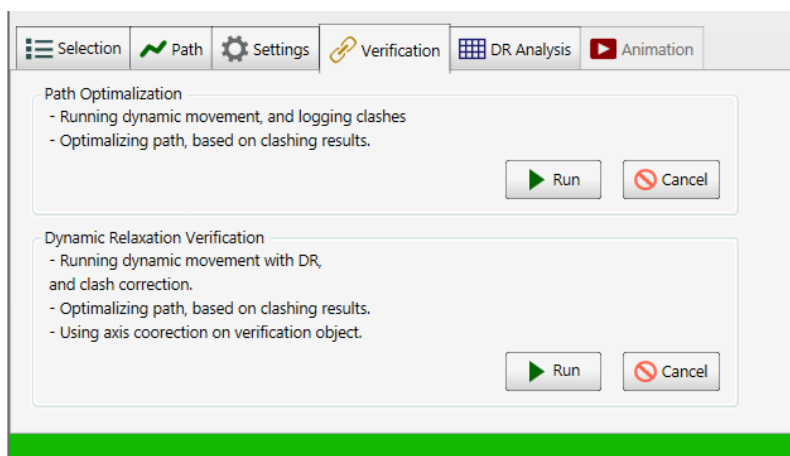 Selection Path Settings Verification DR Analysis Animation
Path Optimalization
- Running dynamic movement, and logging clashes
- Optimalizing path, based on clashing results.
Run Cancel
Dynamic Relaxation Verification
- Running dynamic movement with DR,
and clash correction.
- Optimalizing path, based on clashing results.
- Using axis coorection on verification object.
Run Cancel